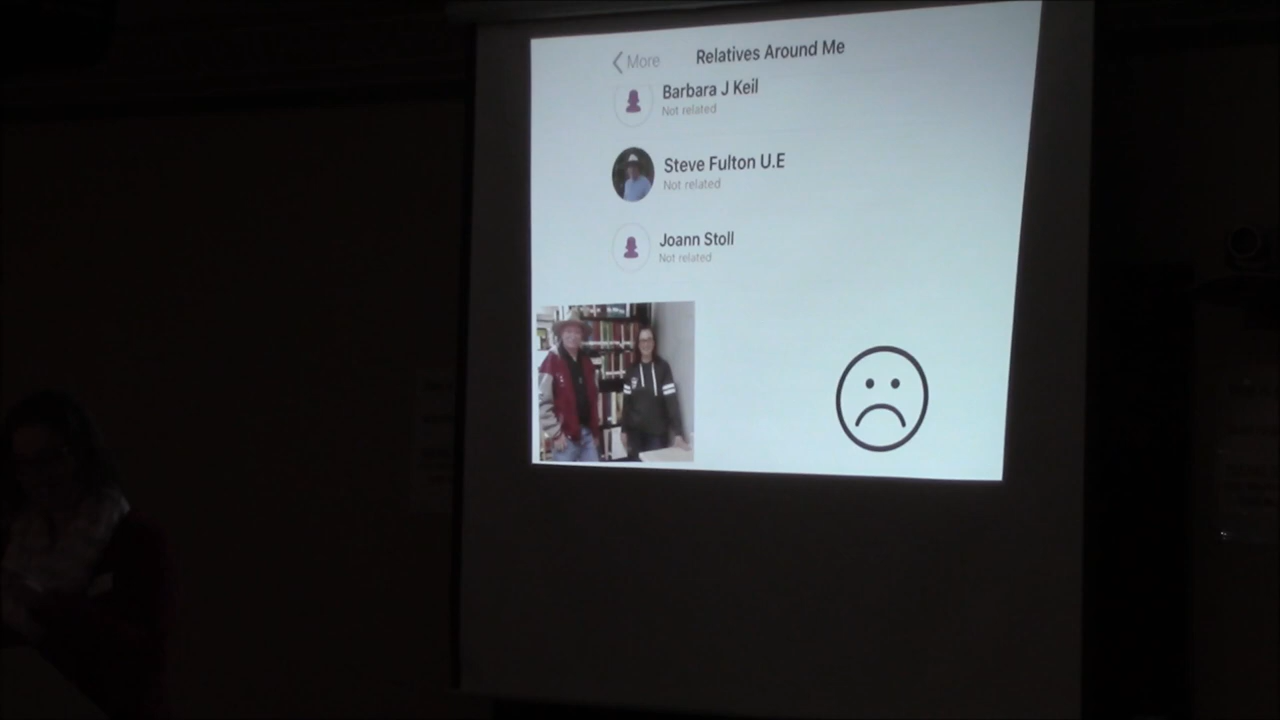 More
Relatives Around Me
Barbara J Keil
Not related
Steve Fulton U.E
Not related
Joann Stoll
Not related